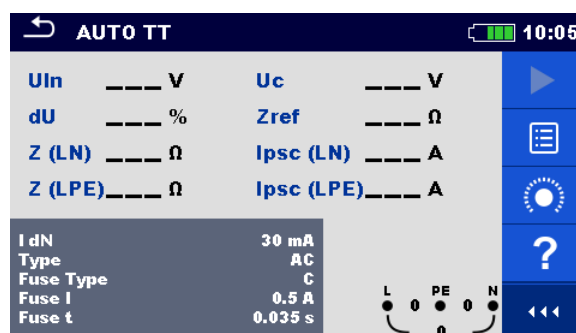 AUTO TT 10:05
Uln ___ V Uc ___ V
dU ___ % Zref ___ Ω
Z (LN) ___ Ω Ipsc (LN) ___ A
Z (LPE)___ Ω Ipsc (LPE)___ A
I dN 30 mA
Type AC
Fuse Type C
Fuse I 0.5 A
Fuse t 0.035 s
L PE N
0 0
0
?